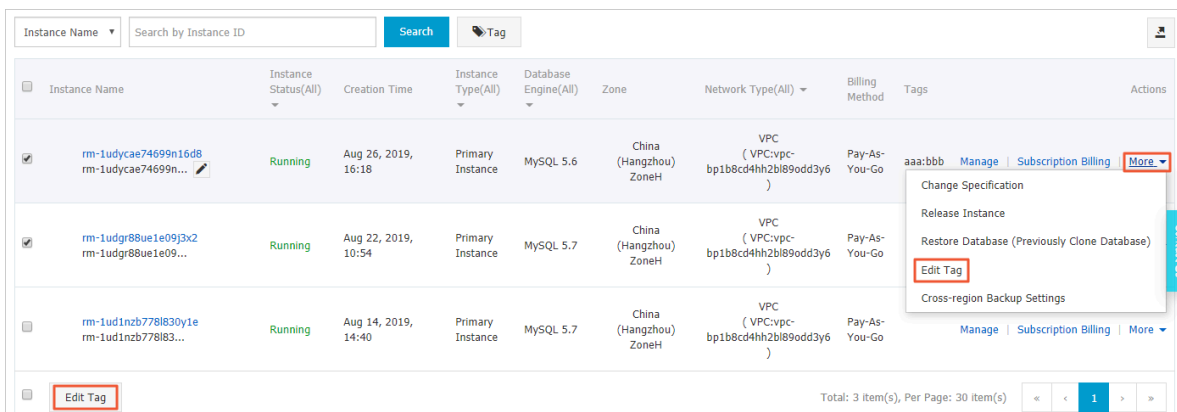 Instance Name
Search by Instance ID
Search
Tag
Instance Name
Instance
Status(All)
Creation Time
Instance
Type(All)
Database
Engine(All)
Zone
Network Type(All)
Billing
Method
Tags
Actions
rm-1udycae74699n16d8
rm-1udycae74699n...
Running
Aug 26, 2019,
16:18
Primary
Instance
MySQL 5.6
China
(Hangzhou)
ZoneH
VPC
( VPC:vpc-
bp1b8cd4hh2bl89odd3y6
)
Pay-As-
You-Go
aaa:bbb
Manage | Subscription Billing | More
Change Specification
Release Instance
Restore Database (Previously Clone Database)
Edit Tag
Cross-region Backup Settings
rm-1udgr88ue1e09j3x2
rm-1udgr88ue1e09...
Running
Aug 22, 2019,
10:54
Primary
Instance
MySQL 5.7
China
(Hangzhou)
ZoneH
VPC
( VPC:vpc-
bp1b8cd4hh2bl89odd3y6
)
Pay-As-
You-Go
rm-1ud1nzb778l830y1e
rm-1ud1nzb778l83...
Running
Aug 14, 2019,
14:40
Primary
Instance
MySQL 5.7
China
(Hangzhou)
ZoneH
VPC
( VPC:vpc-
bp1b8cd4hh2bl89odd3y6
)
Pay-As-
You-Go
Manage | Subscription Billing | More
Edit Tag
Total: 3 item(s), Per Page: 30 item(s)
« ‹ 1 › »